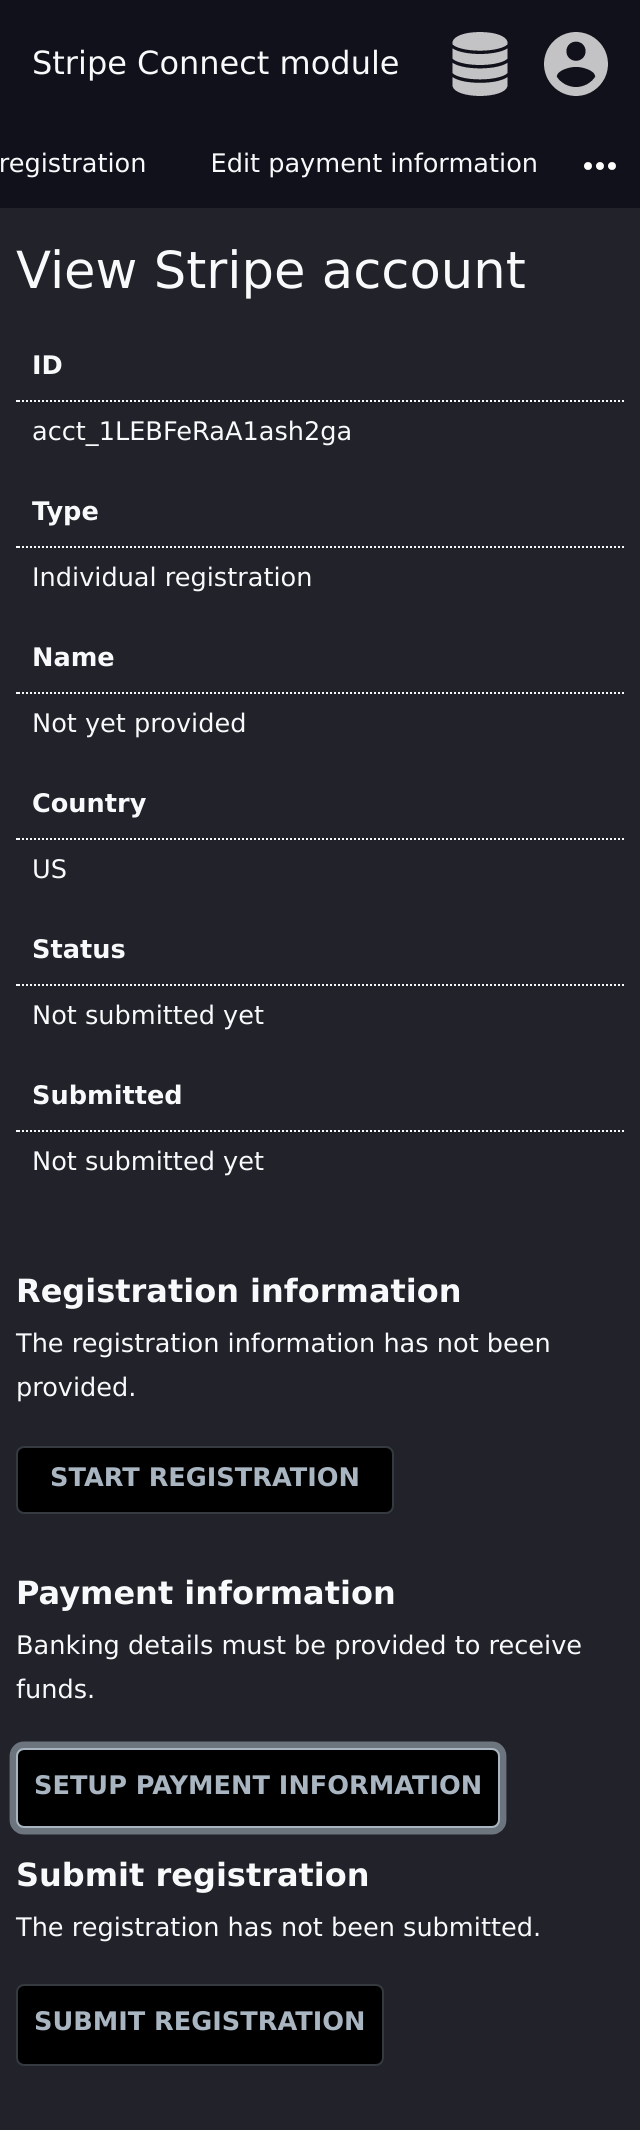 Stripe Connect module
registration Edit payment information
View Stripe account
ID
acct_1LEBFeRaA1ash2ga
Type
Individual registration
Name
Not yet provided
Country
US
Status
Not submitted yet
Submitted
Not submitted yet
Registration information
The registration information has not been
provided.
START REGISTRATION
Payment information
Banking details must be provided to receive
funds.
SETUP PAYMENT INFORMATION
Submit registration
The registration has not been submitted.
SUBMIT REGISTRATION